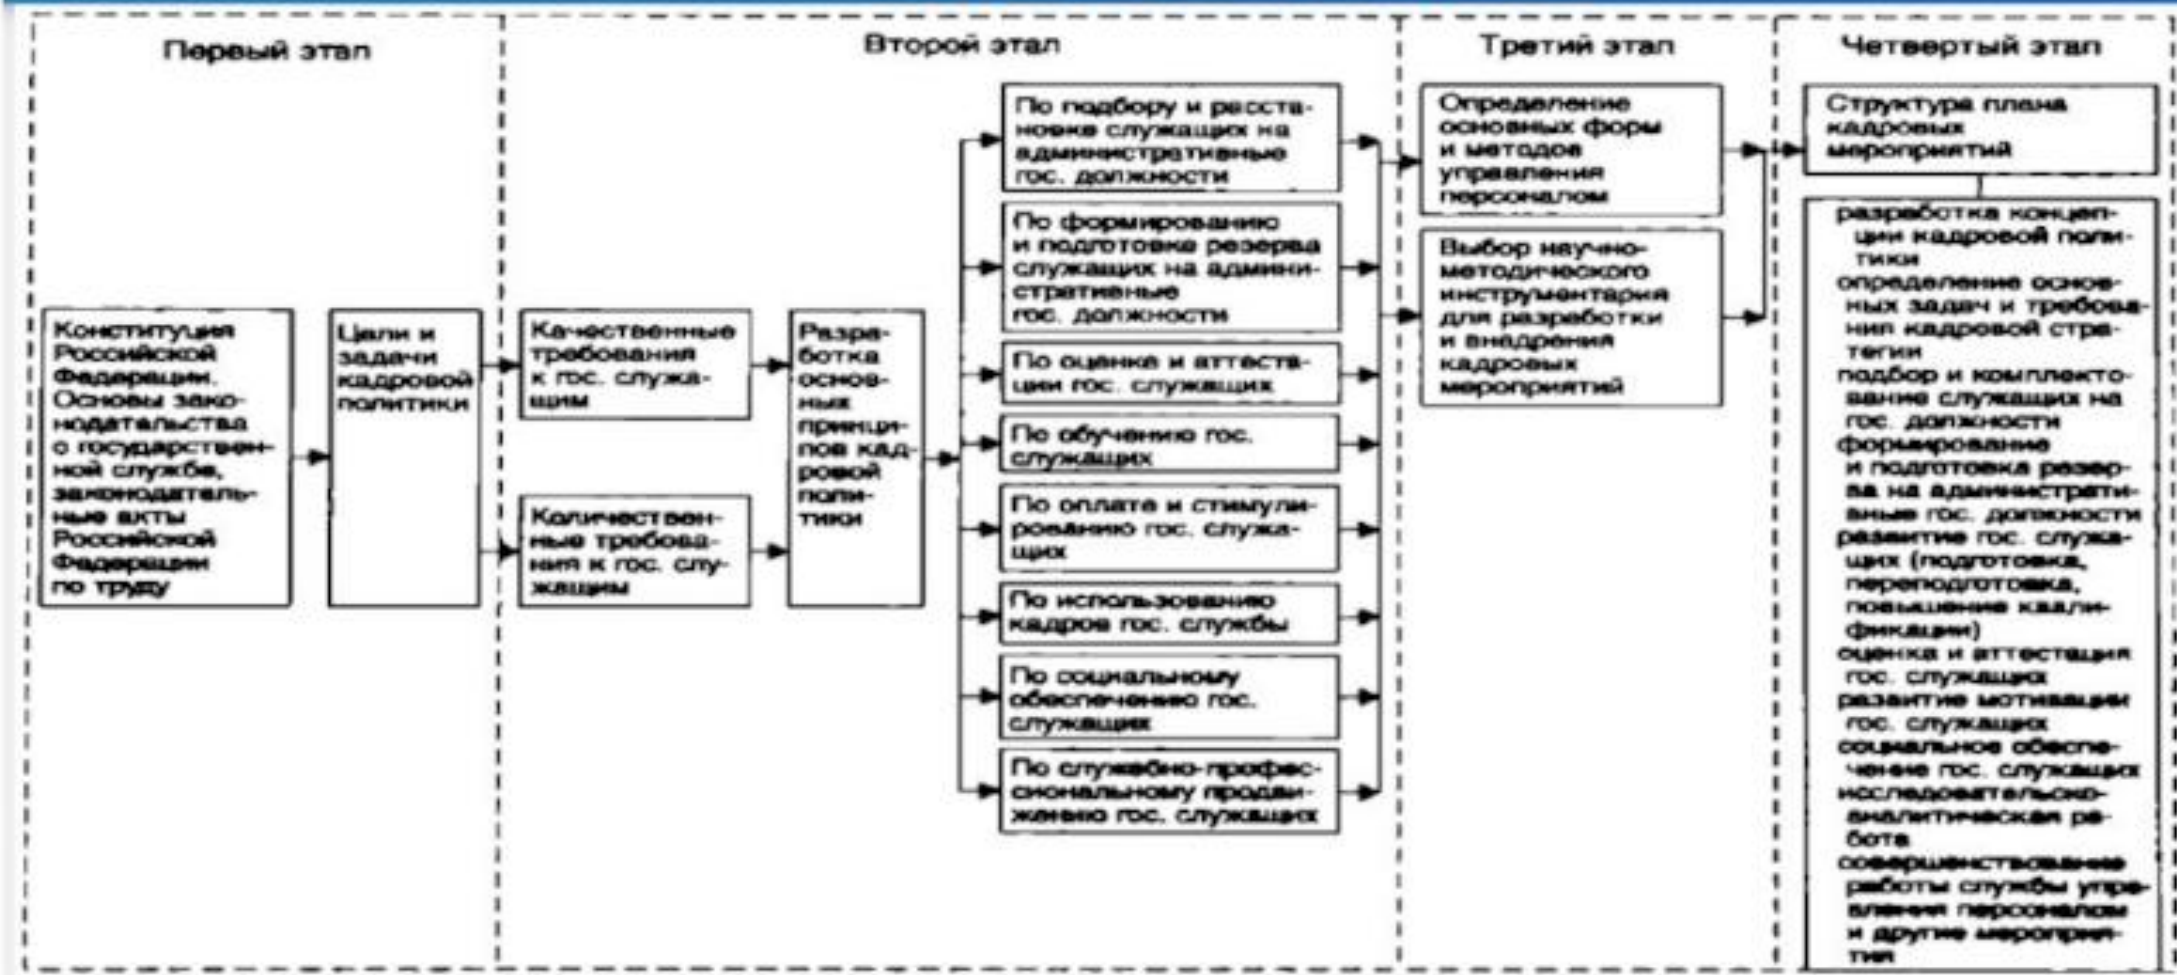 Первый этап
Конституция
Российской
Федерации.
Основы зако-
нодательства
о государствен-
ной службе,
законодатель-
ные акты
Российской
Федерации
по труду
Цели и
задачи
кадровой
политики
Второй этап
Качественные
требования
к гос. служа-
щим
Количествен-
ные требова-
ния к гос. слу-
жащим
Разра-
ботка
основ-
ных
принци-
пов кад-
ровой
поли-
тики
По подбору и расста-
новке служащих на
административные
гос. должности
По формированию
и подготовке резерва
служащих на админи-
стративные
гос. должности
По оценке и аттеста-
ции гос. служащих
По обучению гос.
служащих
По оплате и стимули-
рованию гос. служа-
щих
По использованию
кадров гос. службы
По социальному
обеспечению гос.
служащих
По служебно-профес-
сиональному продви-
жению гос. служащих
Третий этап
Определение
основных форм
и методов
управления
персоналом
Выбор научно-
методического
инструментария
для разработки
и внедрения
кадровых
мероприятий
Четвертый этап
Структура плана
кадровых
мероприятий
разработка концеп-
ции кадровой поли-
тики
определение основ-
ных задач и требова-
ния кадровой стра-
тегии
подбор и комплекто-
вание служащих на
гос. должности
формирование
и подготовка резер-
ва на администрати-
вные гос. должности
развитие гос. служа-
щих (подготовка,
переподготовка,
повышение квали-
фикации)
оценка и аттестация
гос. служащих
развитие мотивации
гос. служащих
социальное обеспе-
чение гос. служащих
исследовательско-
аналитическая ра-
бота
совершенствование
работы службы упра-
вления персоналом
и другие мероприя-
тия